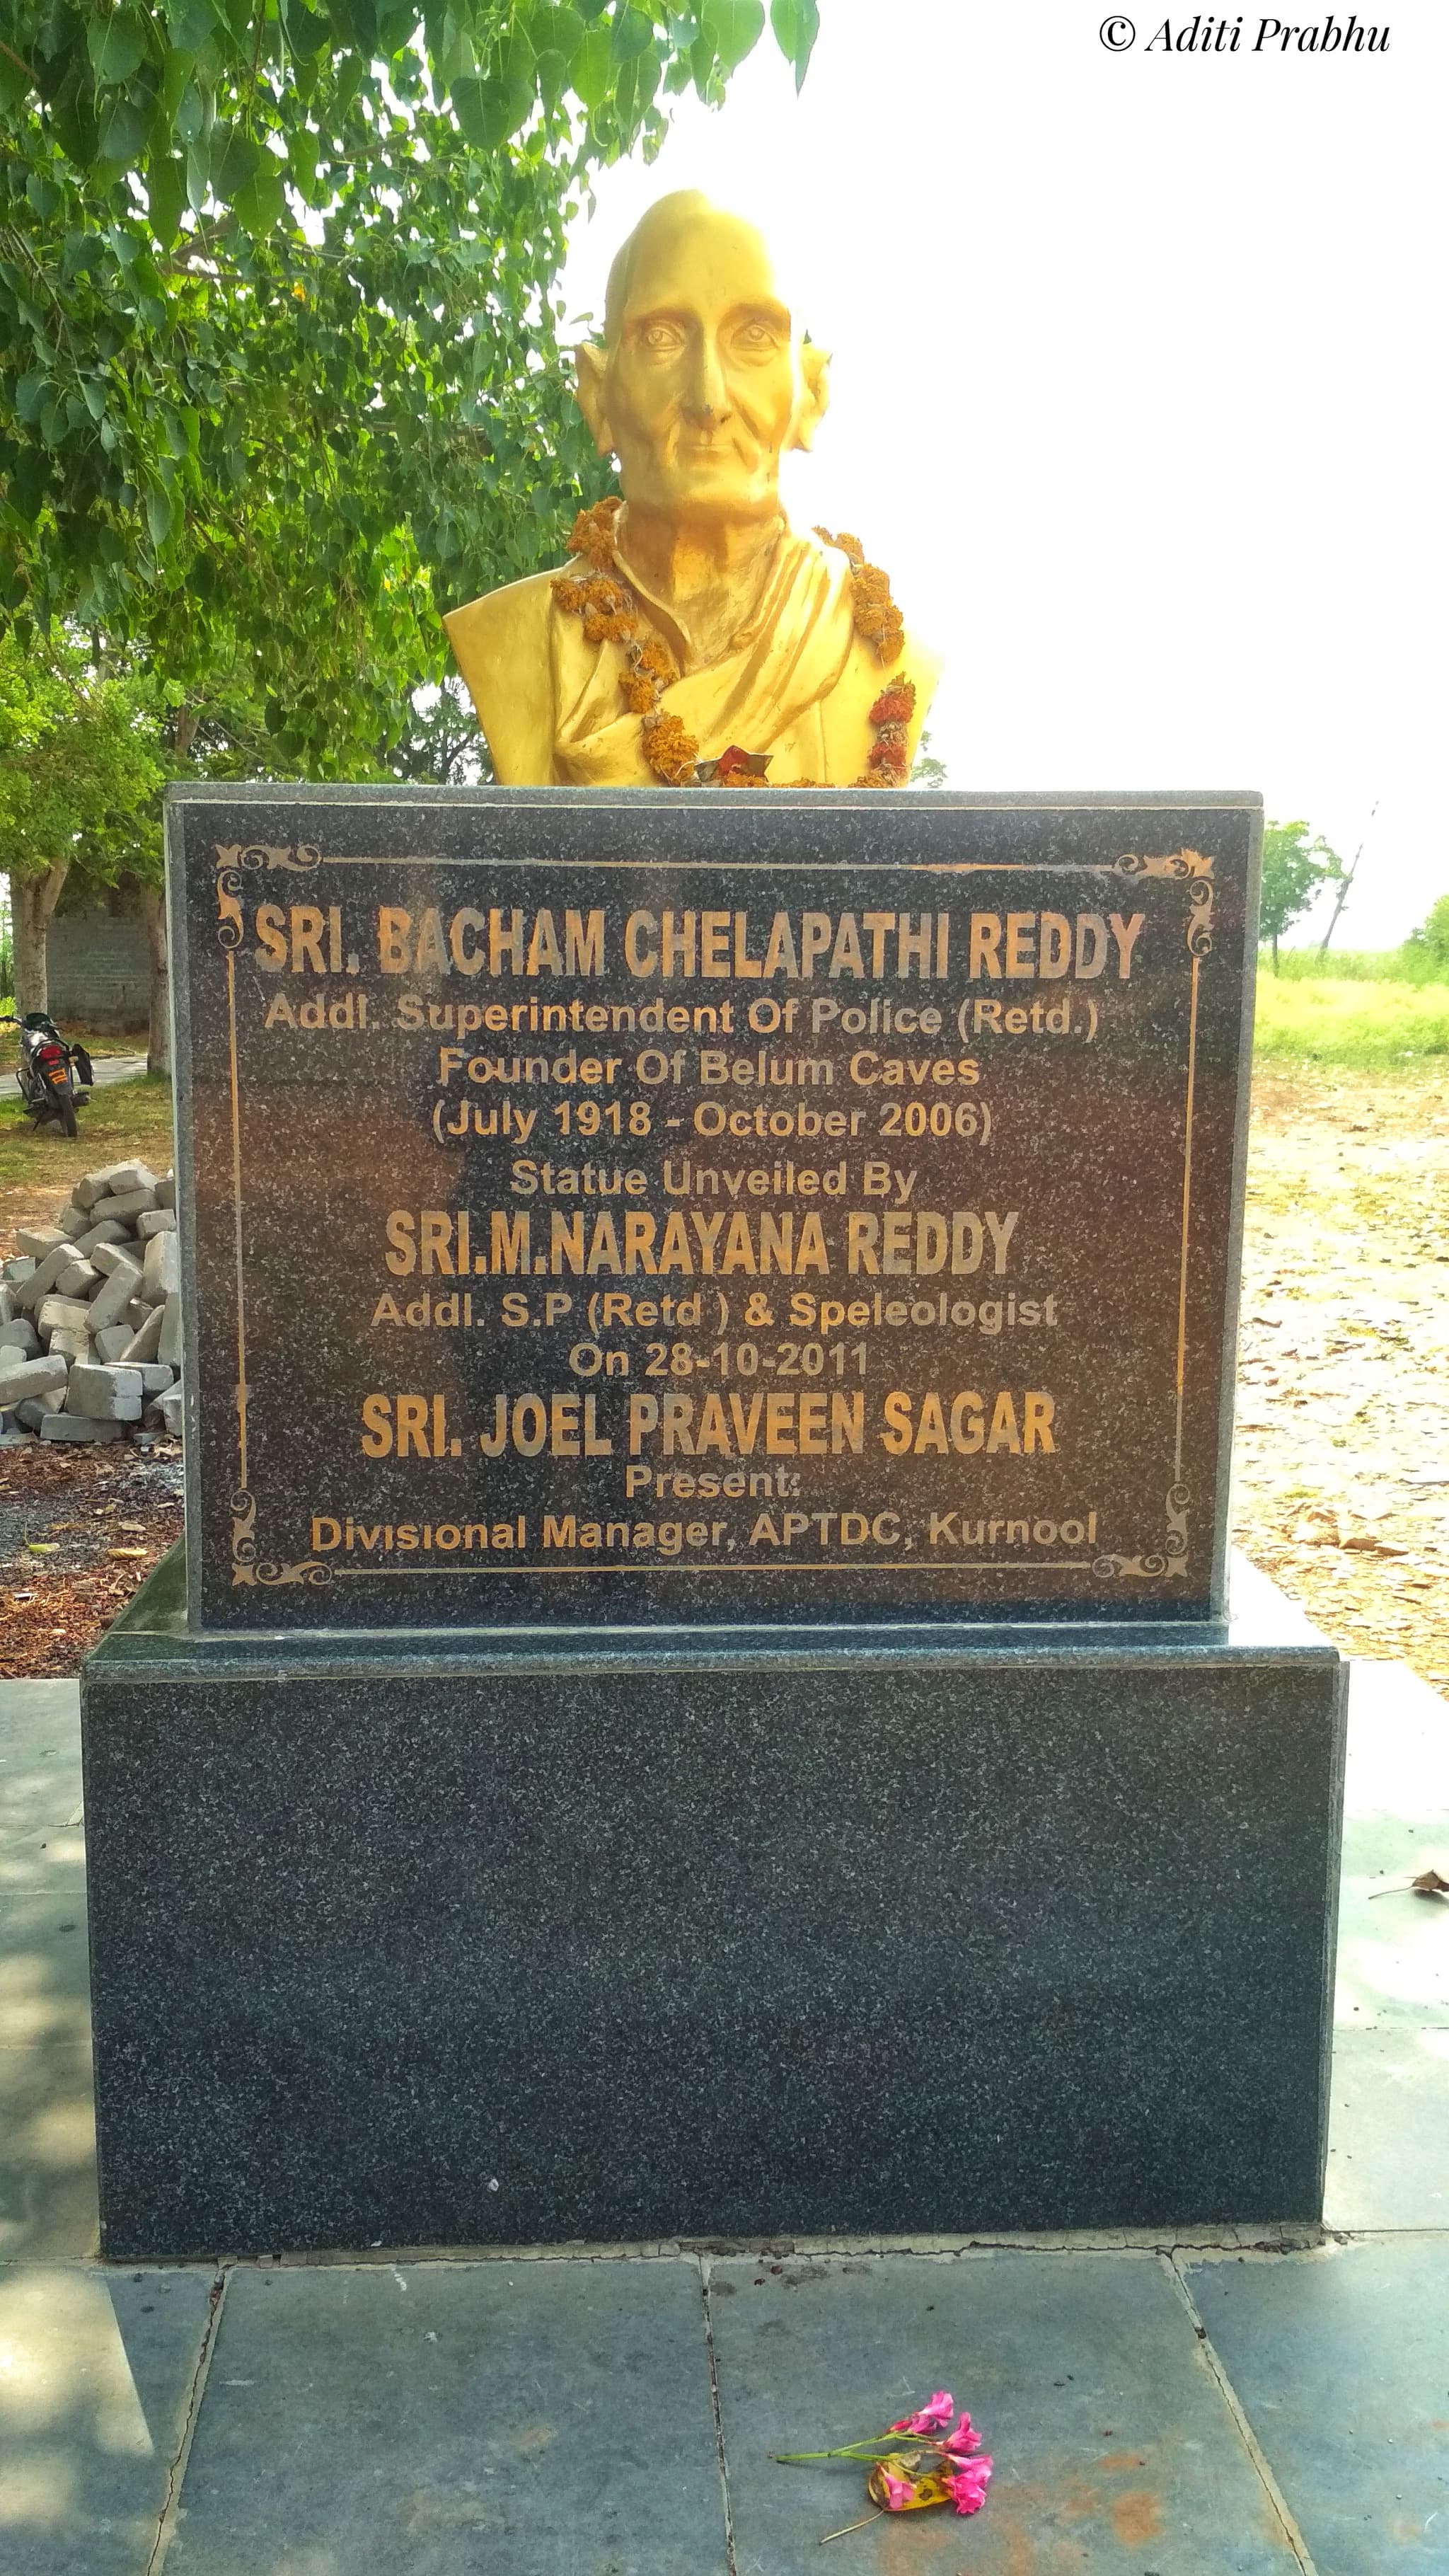 © Aditi Prabhu
SRI. BACHAM CHELAPATHI REDDY
Addl. Superintendent Of Police (Retd.)
Founder Of Belum Caves
(July 1918 - October 2006)
Statue Unveiled By
SRI.M.NARAYANA REDDY
Addl. S.P (Retd ) & Speleologist
On 28-10-2011
SRI. JOEL PRAVEEN SAGAR
Present:
Divisional Manager, APTDC, Kurnool